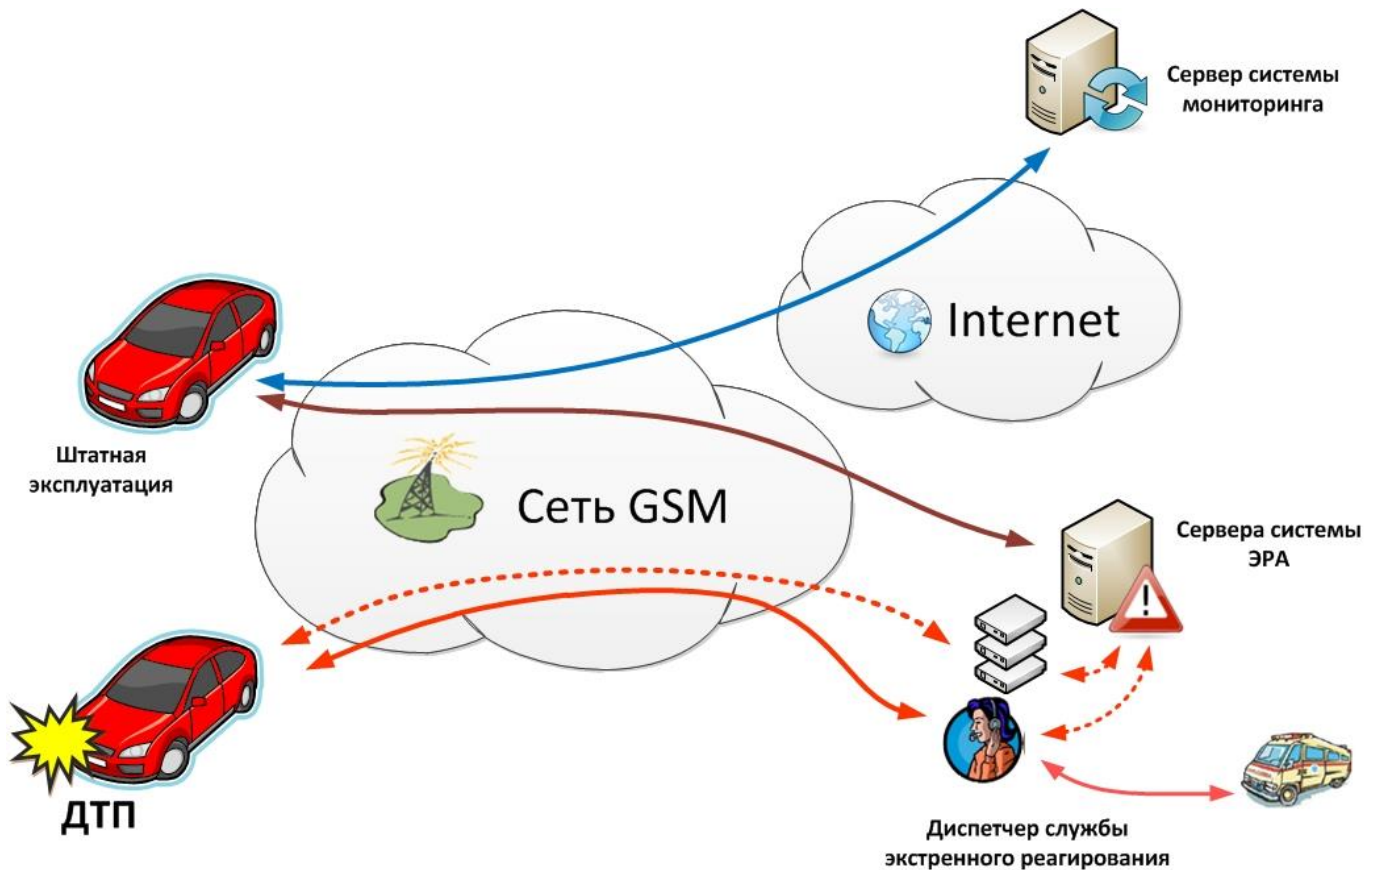 Сервер системы
мониторинга
Internet
Штатная
эксплуатация
Сеть GSM
Сервера системы
ЭРА
ДТП
Диспетчер службы
экстренного реагирования